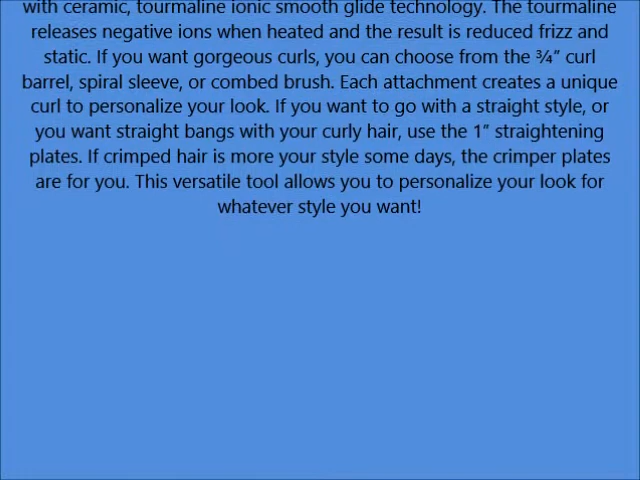 with ceramic, tourmaline ionic smooth glide technology. The tourmaline
releases negative ions when heated and the result is reduced frizz and
static. If you want gorgeous curls, you can choose from the ¾” curl
barrel, spiral sleeve, or combed brush. Each attachment creates a unique
curl to personalize your look. If you want to go with a straight style, or
you want straight bangs with your curly hair, use the 1” straightening
plates. If crimped hair is more your style some days, the crimper plates
are for you. This versatile tool allows you to personalize your look for
whatever style you want!